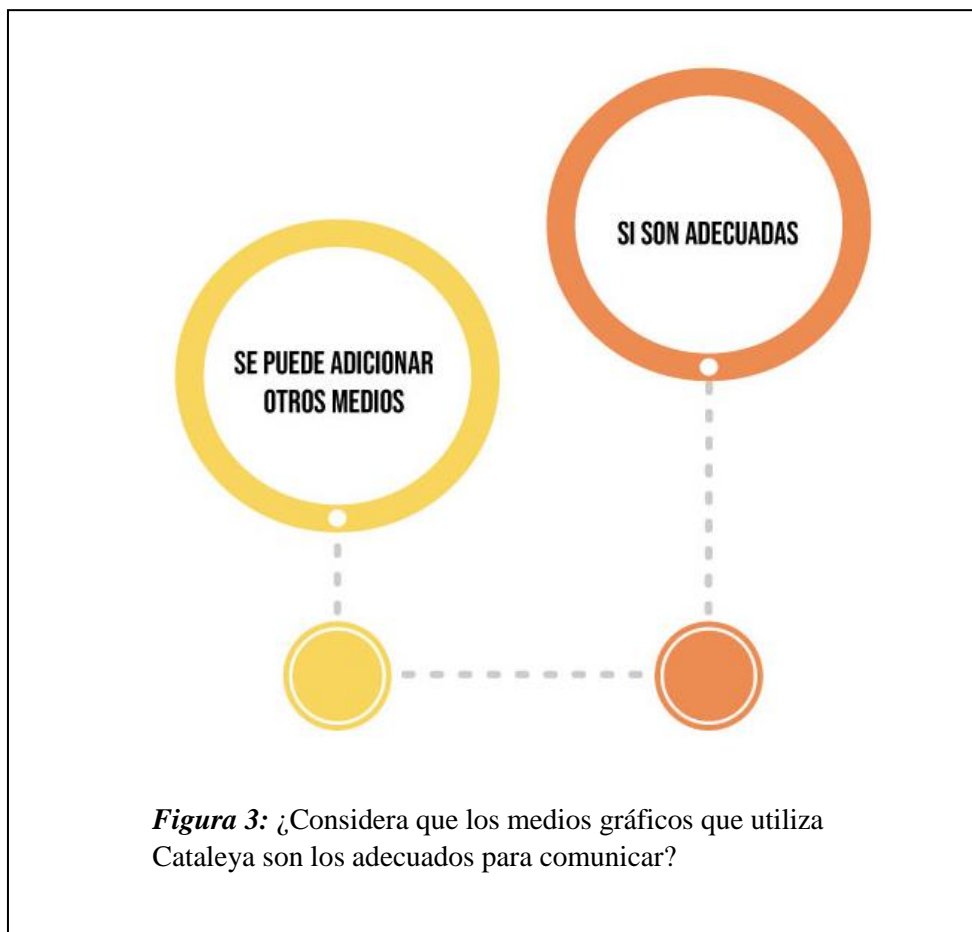 SI SON ADECUADAS
SE PUEDE ADICIONAR
OTROS MEDIOS
Figura 3: ¿Considera que los medios gráficos que utiliza
Cataleya son los adecuados para comunicar?